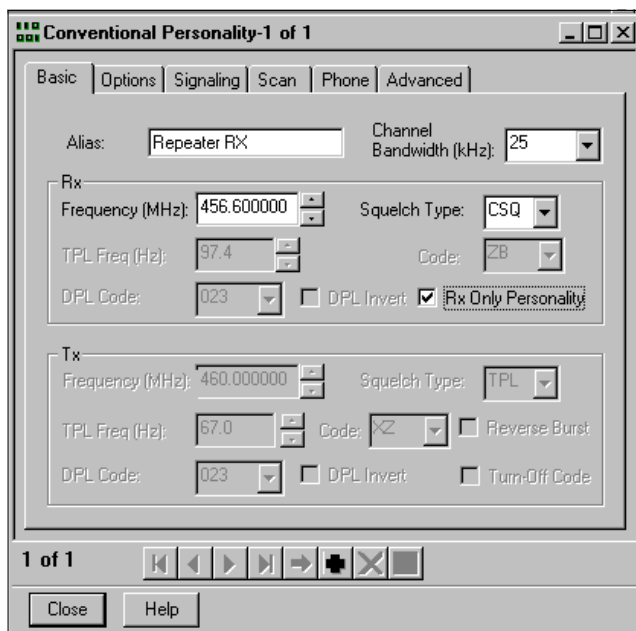 Conventional Personality-1 of 1
Basic Options Signaling Scan Phone Advanced
Alias: Repeater RX Channel Bandwidth (kHz): 25
Rx
Frequency (MHz): 456.600000 Squelch Type: CSQ
TPL Freq (Hz): 97.4 Code: ZB
DPL Code: 023 DPL Invert Rx Only Personality
Tx
Frequency (MHz): 460.000000 Squelch Type: TPL
TPL Freq (Hz): 67.0 Code: XZ Reverse Burst
DPL Code: 023 DPL Invert Turn-Off Code
1 of 1
Close Help